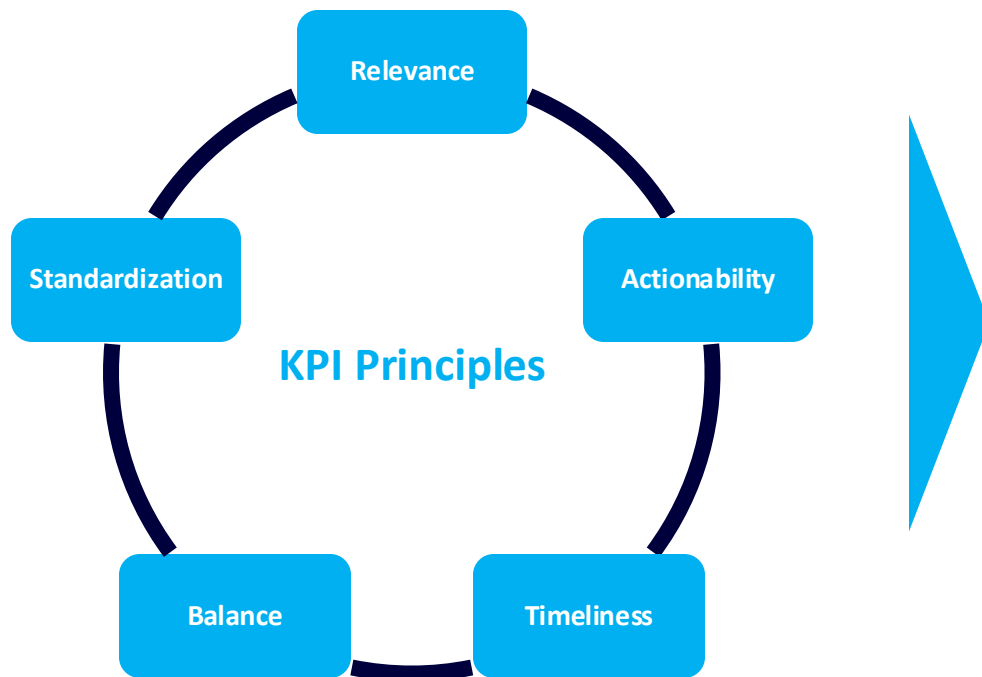 Relevance
Standardization
Actionability
KPI Principles
Balance
Timeliness